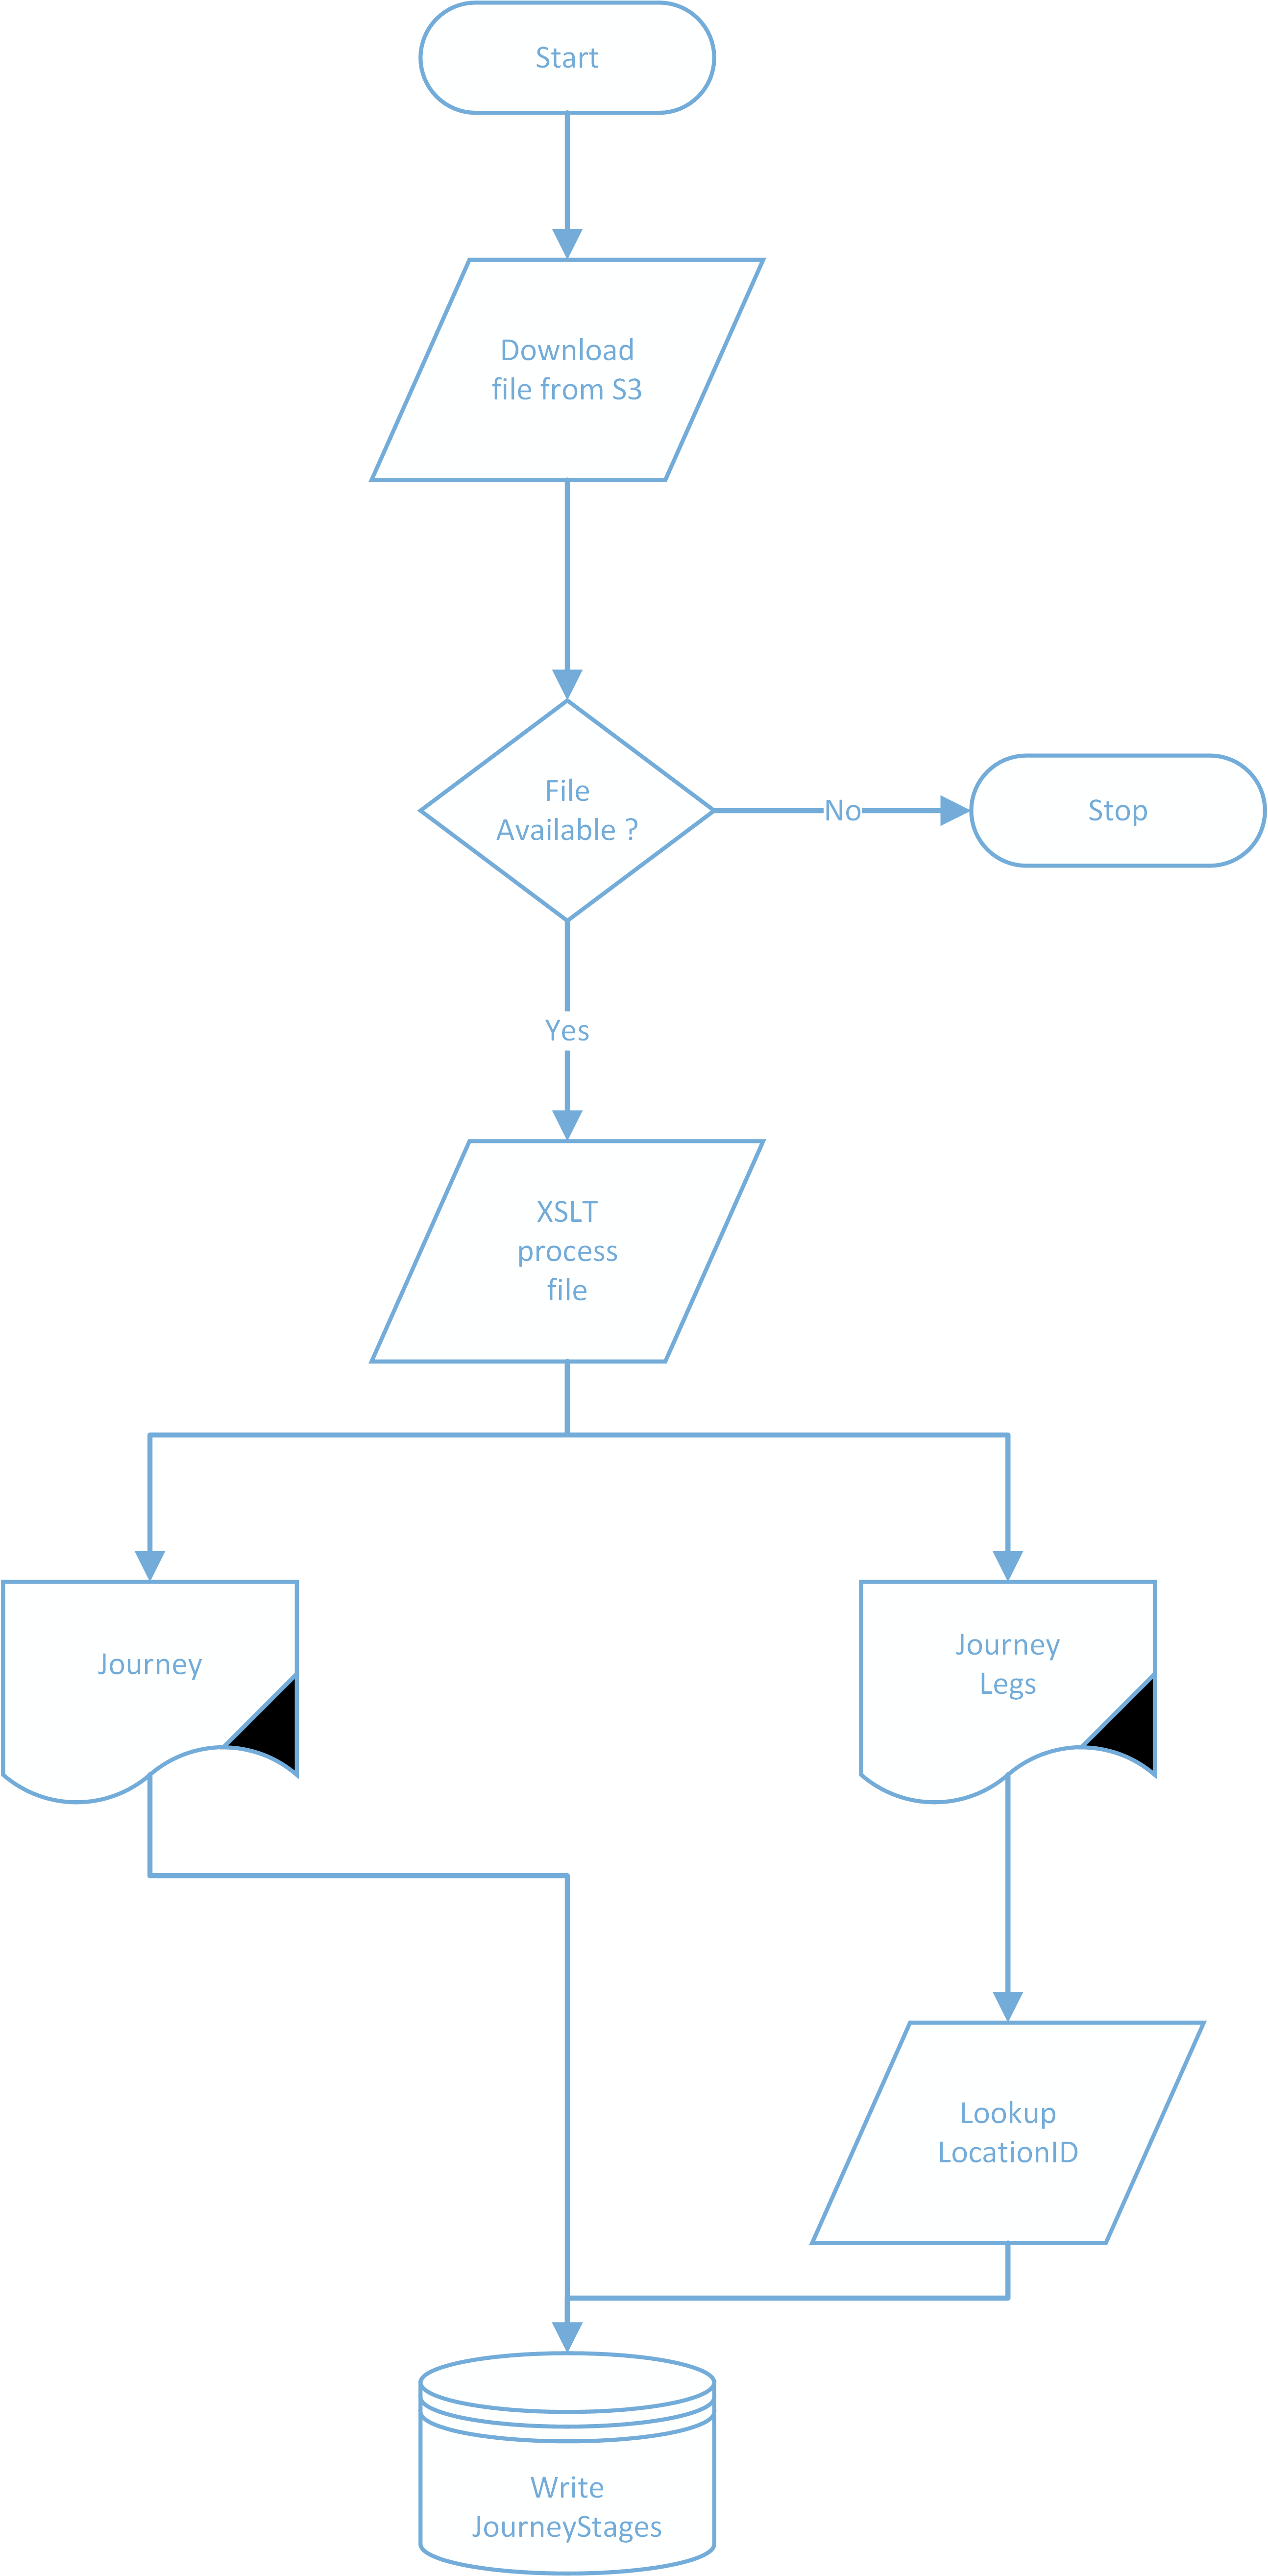 Start
Download
file from S3
File
Available ?
No
Stop
Yes
XSLT
process
file
Journey
Journey
Legs
Lookup
LocationID
Write
JourneyStages